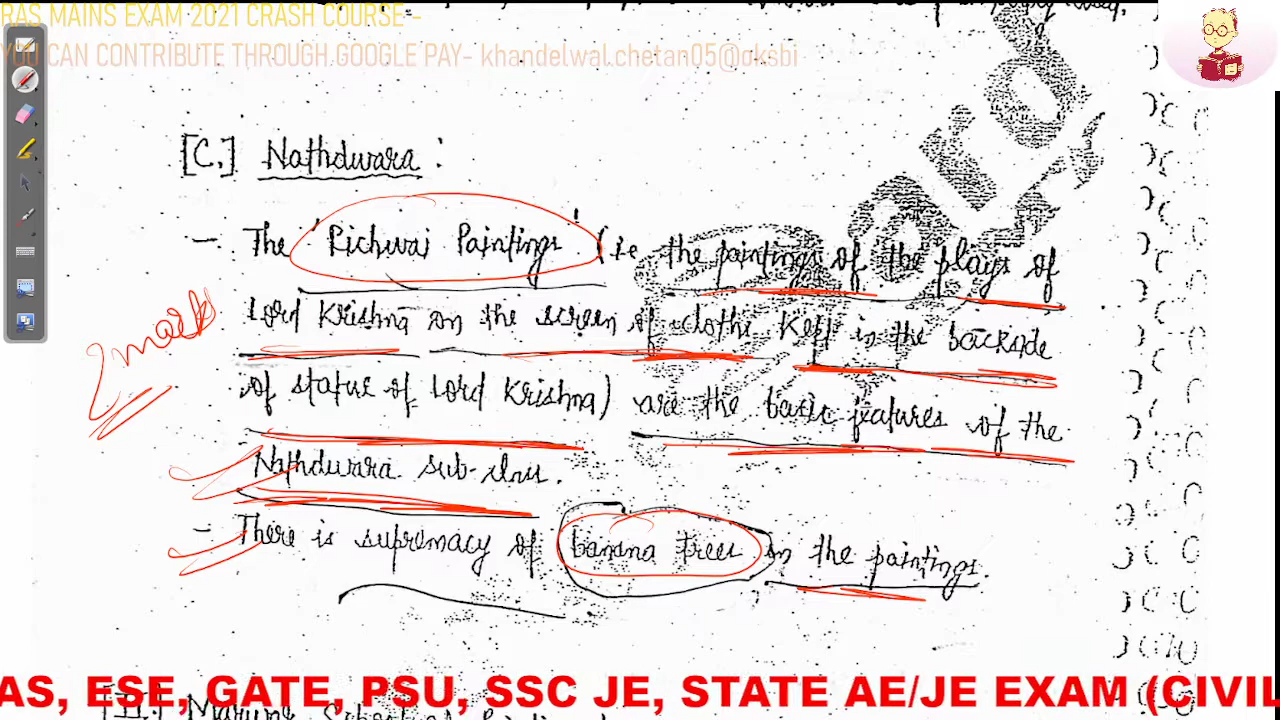 RAS MAINS EXAM 2021 CRASH COURSE -
YOU CAN CONTRIBUTE THROUGH GOOGLE PAY- khandelwal.chetan05@oksbi
[C.] Nathdwara :
- The 'Pichwai Paintings' (ie the paintings of the plays of
2 marks
Lord Krishna on the screen of cloths kept in the backside
of statue of Lord Krishna) are the basic features of the
Nathdwara sub-class.
- There is supremacy of banana trees in the paintings.
AS, ESE, GATE, PSU, SSC JE, STATE AE/JE EXAM (CIVIL